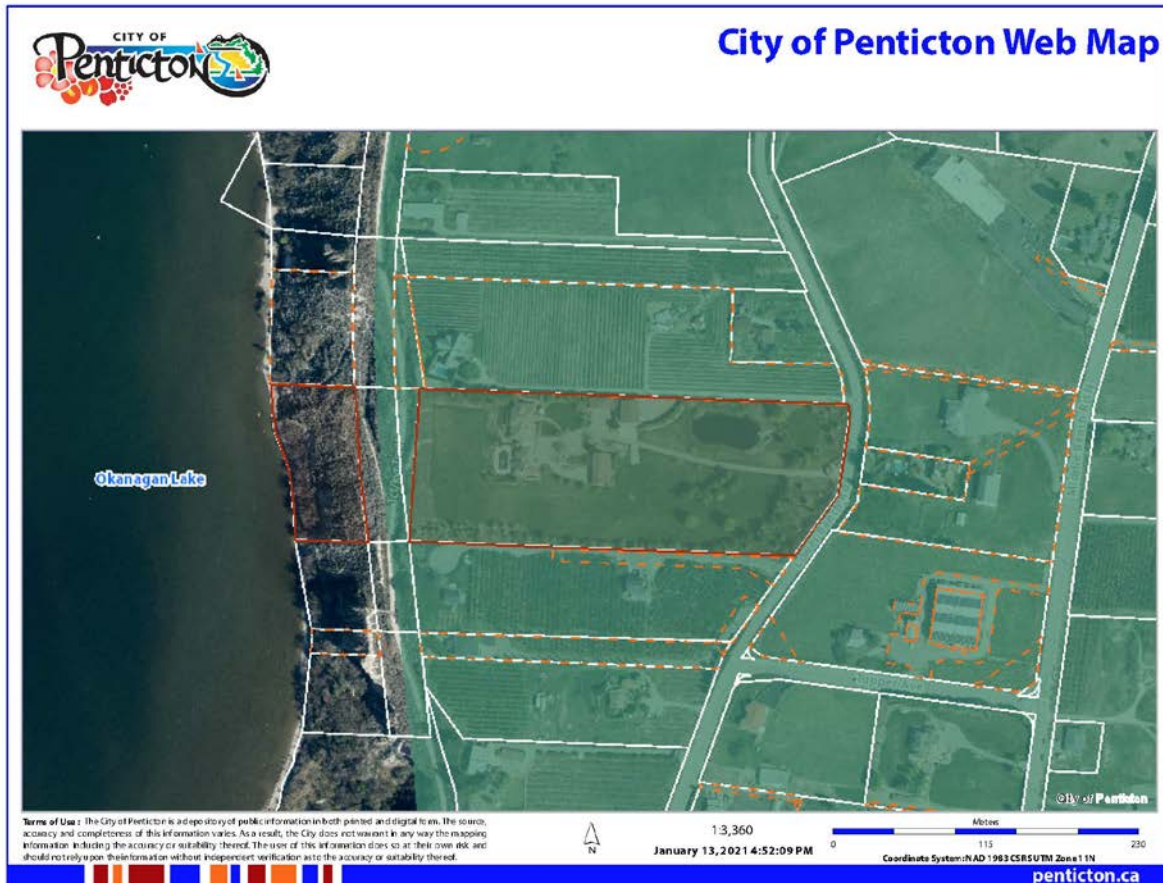 CITY OF
Penticton
City of Penticton Web Map
Okanagan Lake
City of Penticton
Terms of Use : The City of Penticton is a depository of public information in both printed and digital form. The source,
accuracy and completeness of this information varies. As a result, the City does not warrant in any way the mapping
information including the accuracy or suitability thereof. The user of this information does so at their own risk and
should not rely upon the information without independent verification as to the accuracy or suitability thereof.
N
1:3,360
January 13, 2021 4:52:09 PM
Meters
0 115 230
Coordinate System: NAD 1983 CSRS UTM Zone 11N
penticton.ca